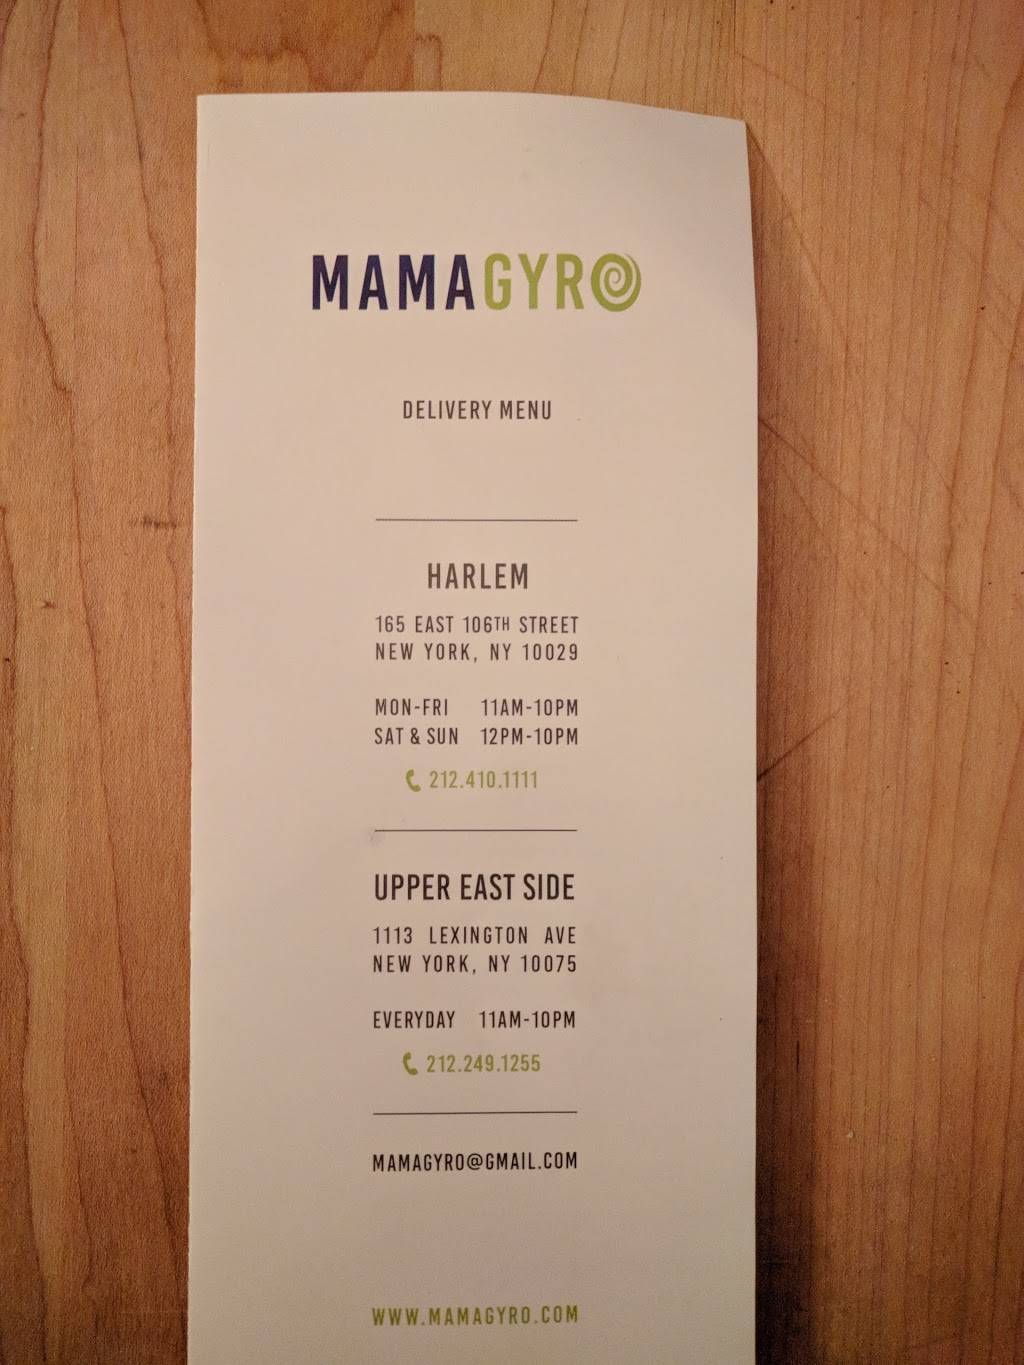 MAMAGYRO
DELIVERY MENU
HARLEM
165 EAST 106TH STREET
NEW YORK, NY 10029
MON-FRI 11AM-10PM
SAT & SUN 12PM-10PM
212.410.1111
UPPER EAST SIDE
1113 LEXINGTON AVE
NEW YORK, NY 10075
EVERYDAY 11AM-10PM
212.249.1255
MAMAGYRO@GMAIL.COM
WWW.MAMAGYRO.COM